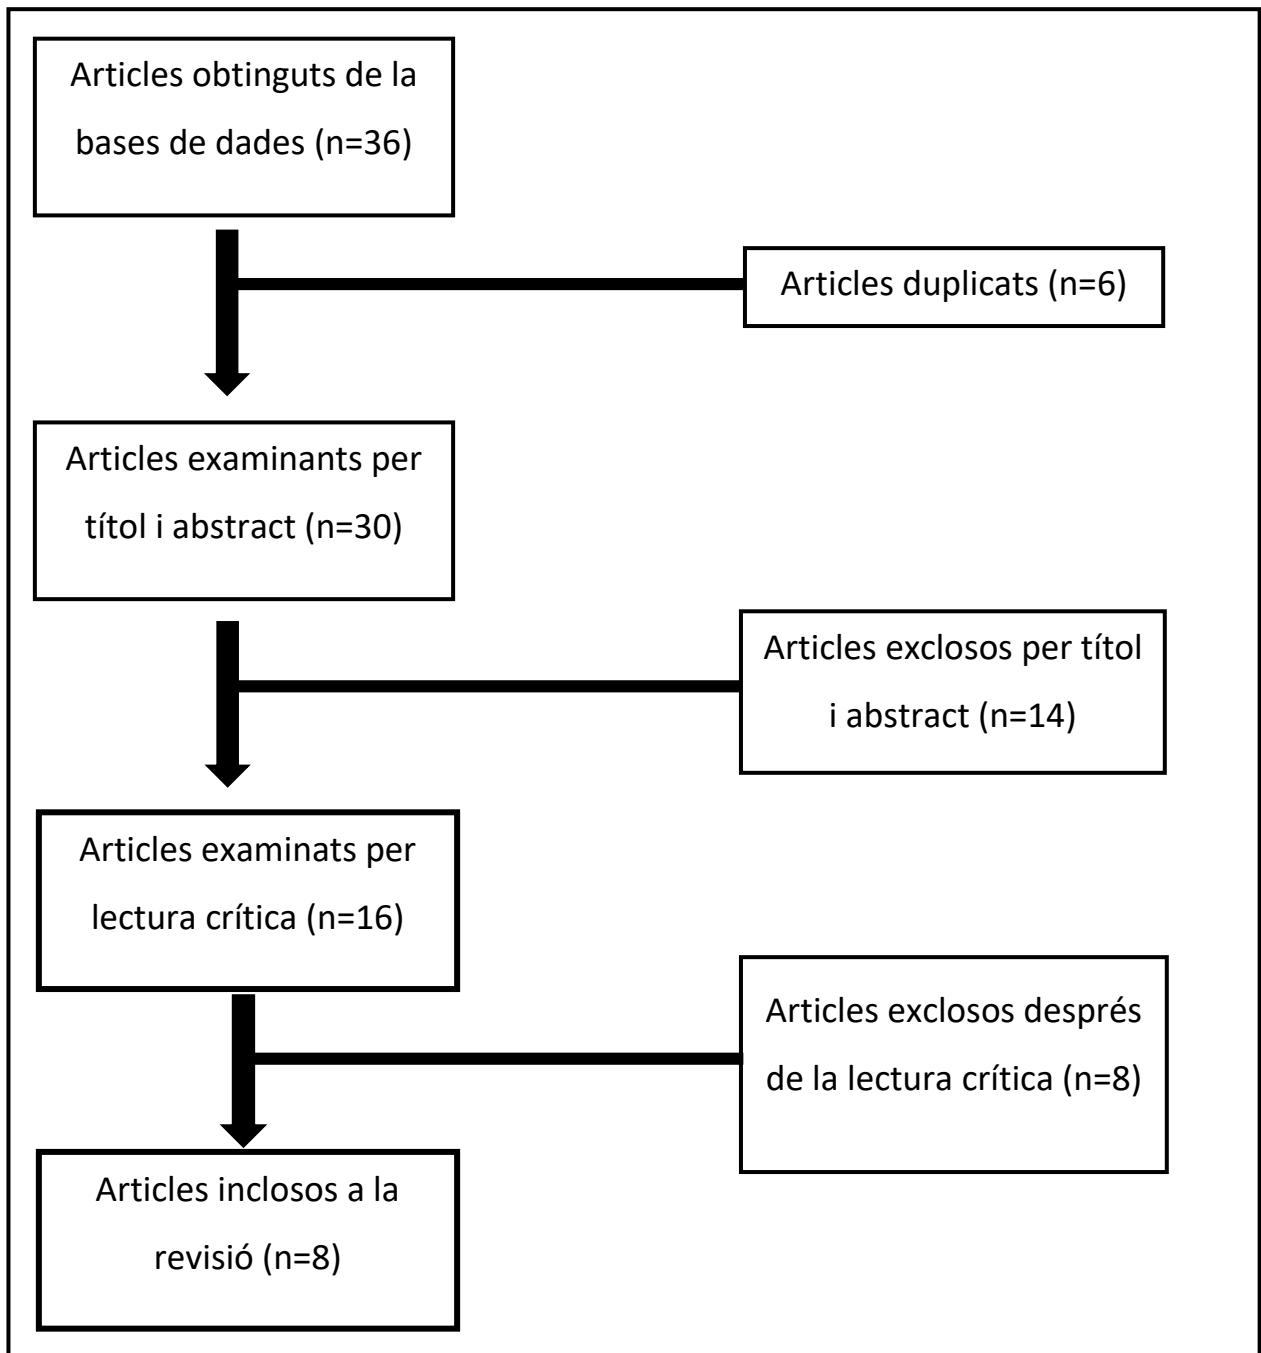 Articles obtinguts de la
bases de dades (n=36)
Articles duplicats (n=6)
Articles examinants per
títol i abstract (n=30)
Articles exclosos per títol
i abstract (n=14)
Articles examinats per
lectura crítica (n=16)
Articles exclosos després
de la lectura crítica (n=8)
Articles inclosos a la
revisió (n=8)